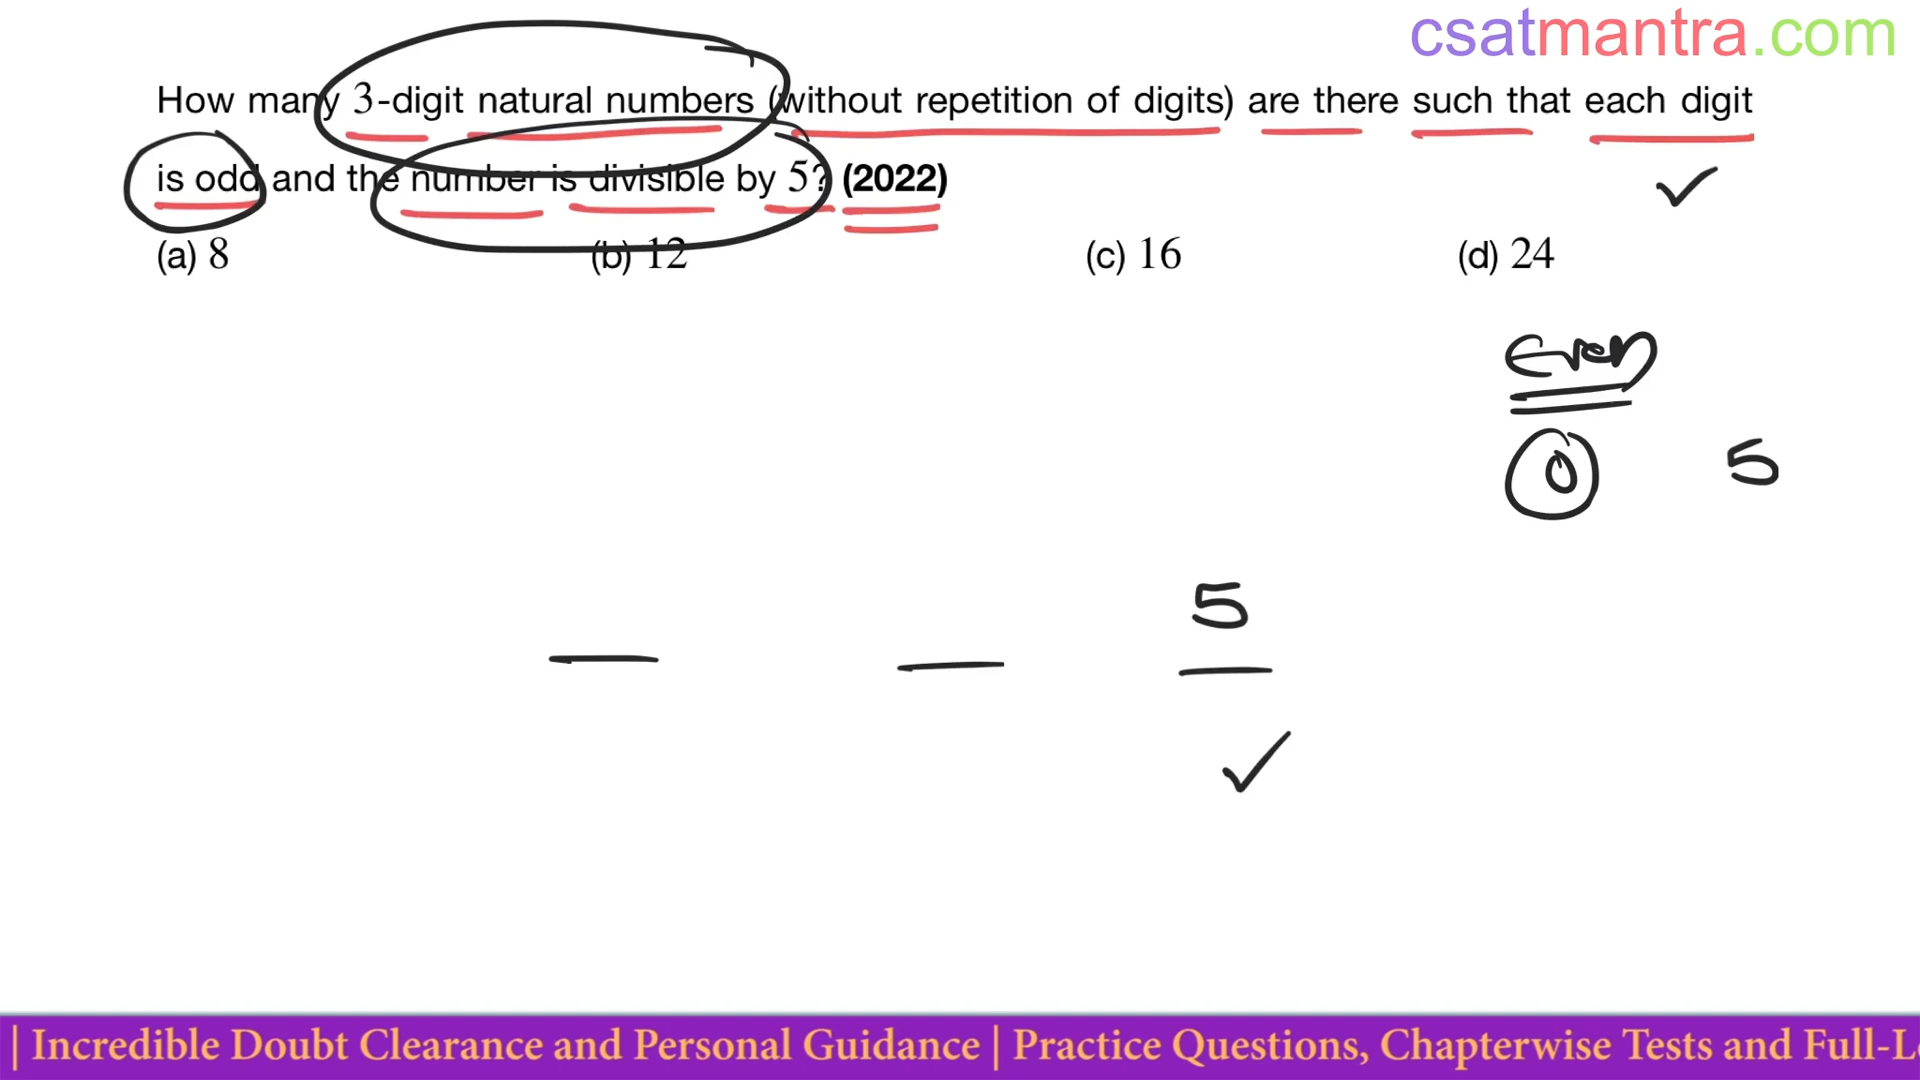 csatmantra.com
How many 3-digit natural numbers (without repetition of digits) are there such that each digit
is odd and the number is divisible by 5? (2022)
(a) 8 (b) 12 (c) 16 (d) 24
Even
0 5
5
| Incredible Doubt Clearance and Personal Guidance | Practice Questions, Chapterwise Tests and Full-L